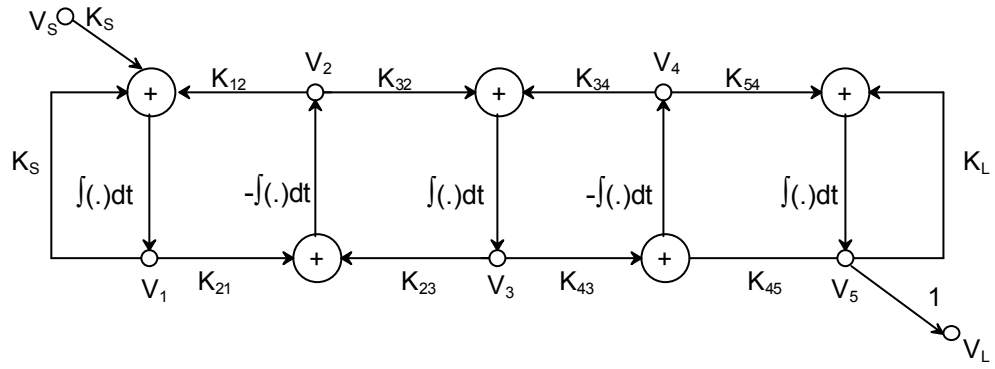 V_S K_S
V_2 V_4
K_12 K_32 K_34 K_54
+ + +
K_S K_L
∫(.)dt -∫(.)dt ∫(.)dt -∫(.)dt ∫(.)dt
+ +
K_21 K_23 K_43 K_45
V_1 V_3 V_5
1
V_L